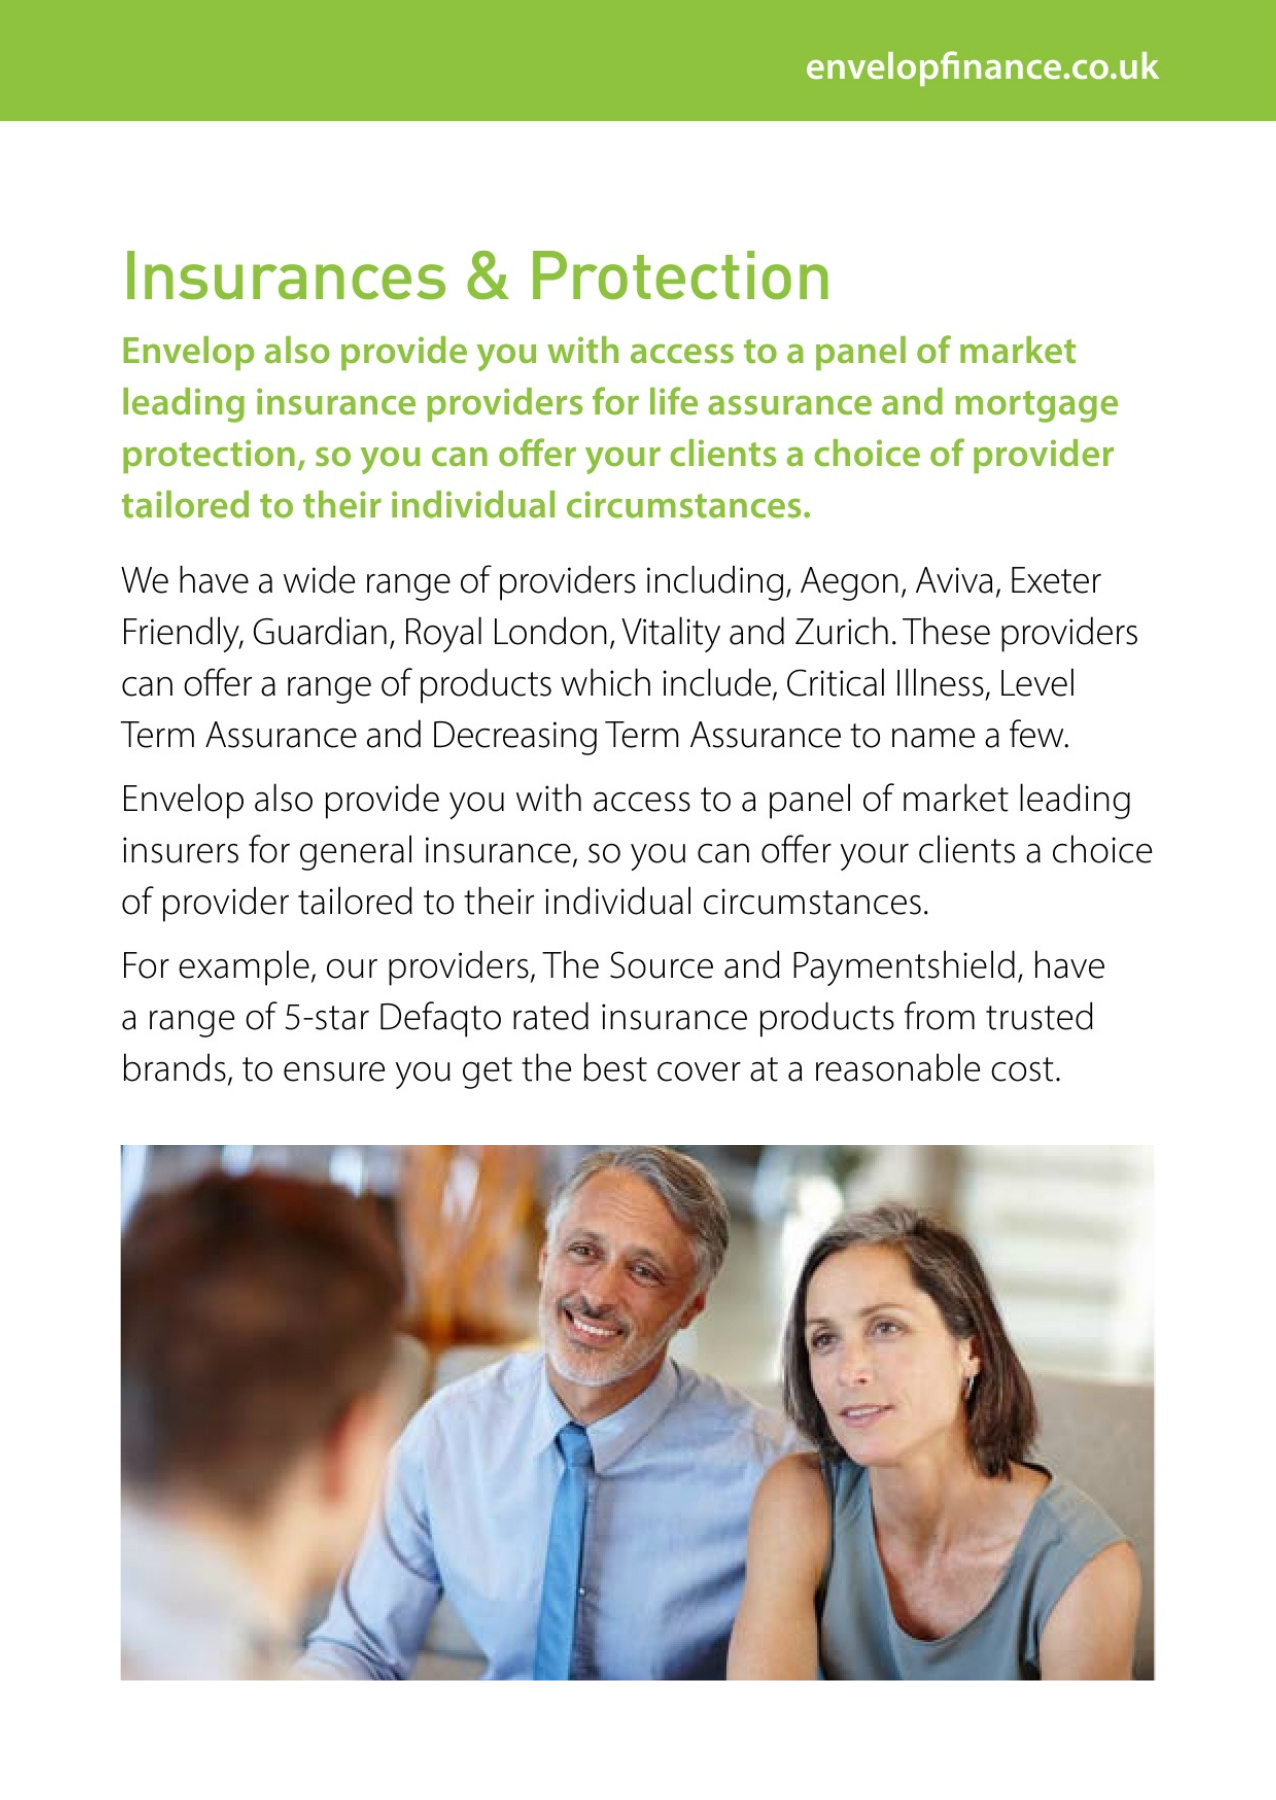 envelopfinance.co.uk
Insurances & Protection
Envelop also provide you with access to a panel of market
leading insurance providers for life assurance and mortgage
protection, so you can offer your clients a choice of provider
tailored to their individual circumstances.
We have a wide range of providers including, Aegon, Aviva, Exeter
Friendly, Guardian, Royal London, Vitality and Zurich. These providers
can offer a range of products which include, Critical Illness, Level
Term Assurance and Decreasing Term Assurance to name a few.
Envelop also provide you with access to a panel of market leading
insurers for general insurance, so you can offer your clients a choice
of provider tailored to their individual circumstances.
For example, our providers, The Source and Paymentshield, have
a range of 5-star Defaqto rated insurance products from trusted
brands, to ensure you get the best cover at a reasonable cost.